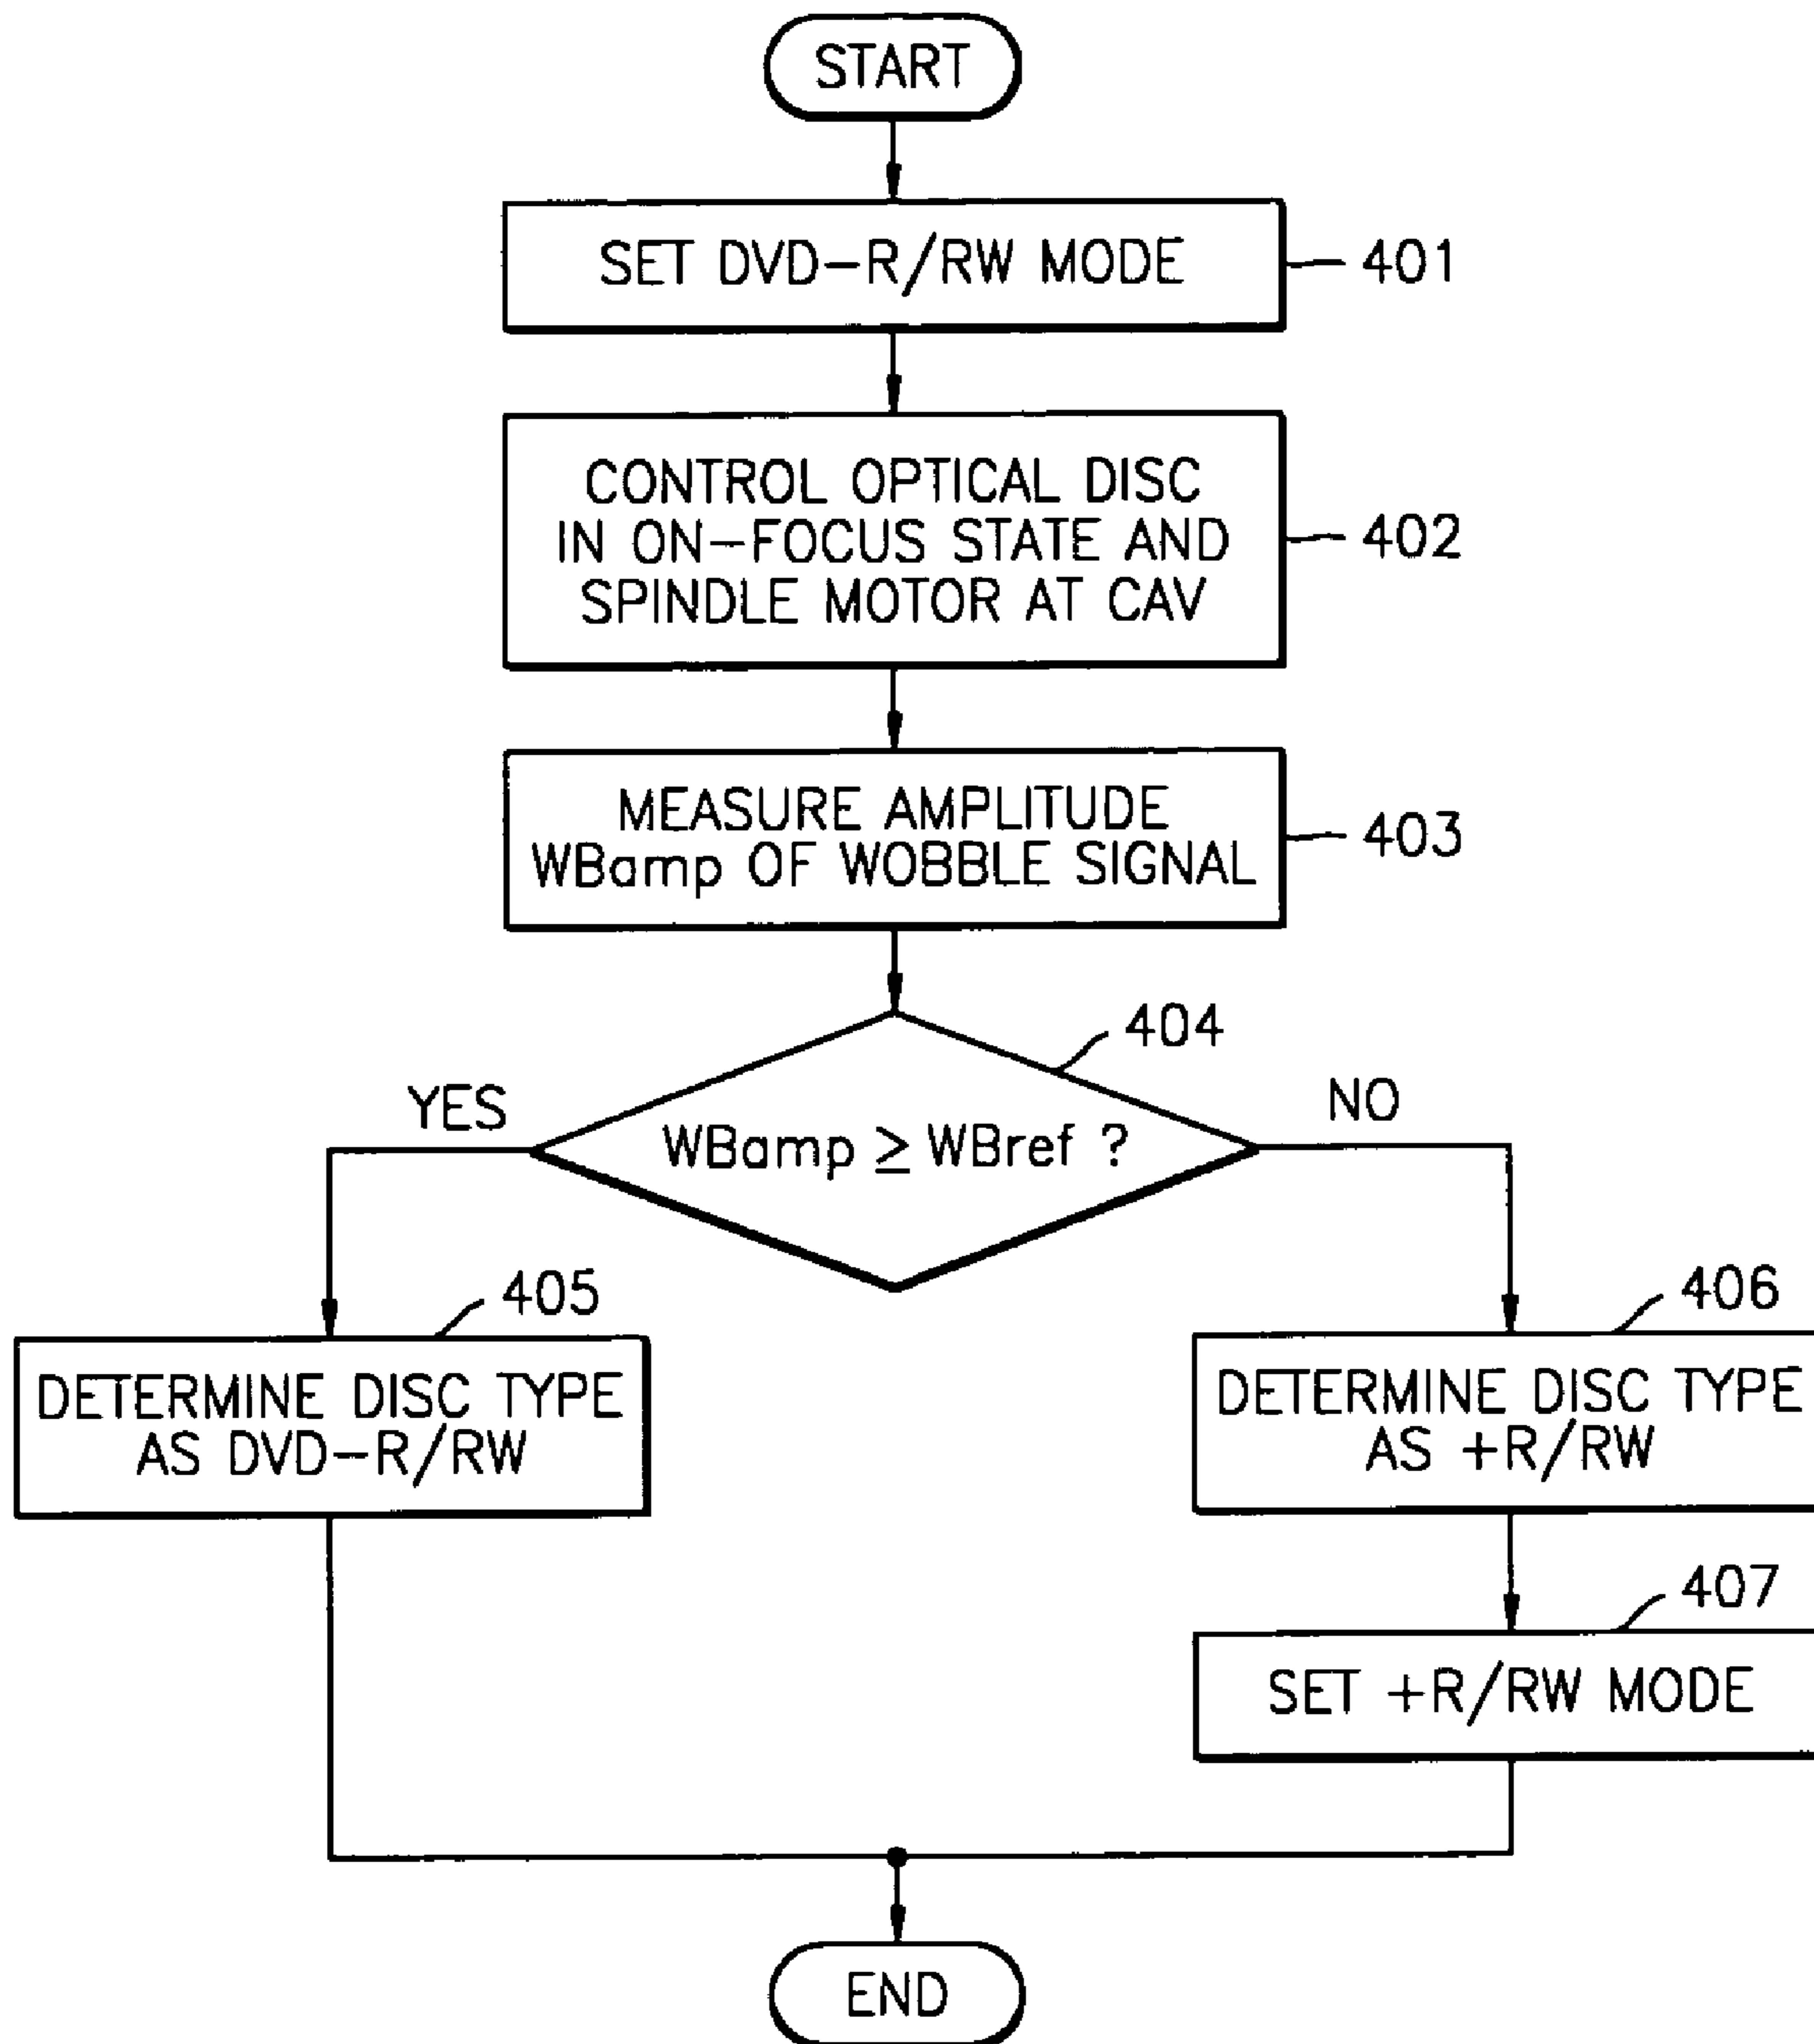 START
SET DVD-R/RW MODE
401
CONTROL OPTICAL DISC
IN ON-FOCUS STATE AND
SPINDLE MOTOR AT CAV
402
MEASURE AMPLITUDE
WBamp OF WOBBLE SIGNAL
403
404
YES
NO
WBamp ≥ WBref ?
405
DETERMINE DISC TYPE
AS DVD-R/RW
406
DETERMINE DISC TYPE
AS +R/RW
407
SET +R/RW MODE
END